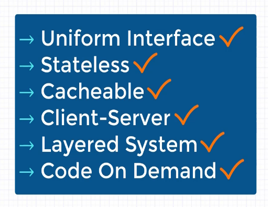 → Uniform Interface ✓
→ Stateless ✓
→ Cacheable ✓
→ Client-Server ✓
→ Layered System ✓
→ Code On Demand ✓